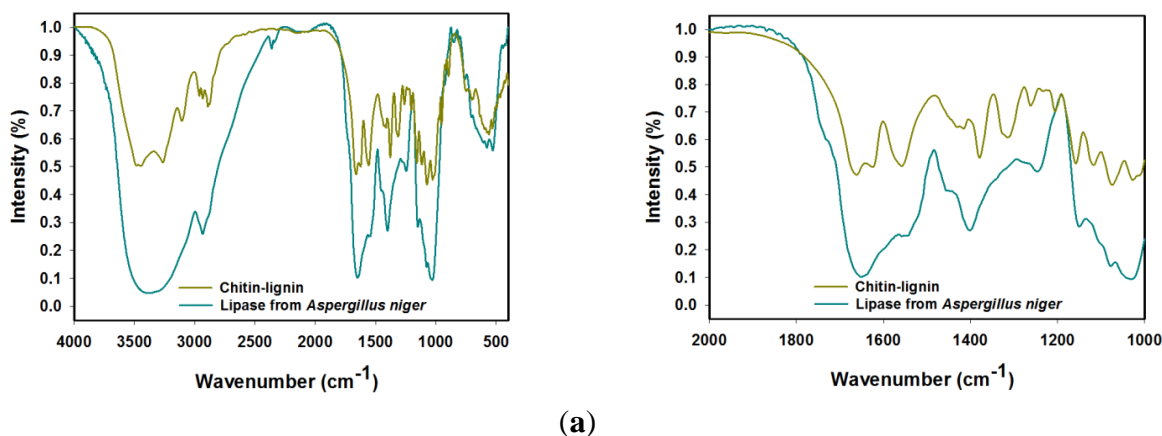 1.0
0.9
0.8
0.7
0.6
0.5
0.4
0.3
0.2
0.1
0.0
Intensity (%)
Chitin-lignin
Lipase from Aspergillus niger
4000 3500 3000 2500 2000 1500 1000 500
Wavenumber (cm-1)
1.0
0.9
0.8
0.7
0.6
0.5
0.4
0.3
0.2
0.1
0.0
Intensity (%)
Chitin-lignin
Lipase from Aspergillus niger
2000 1800 1600 1400 1200 1000
Wavenumber (cm-1)
(a)